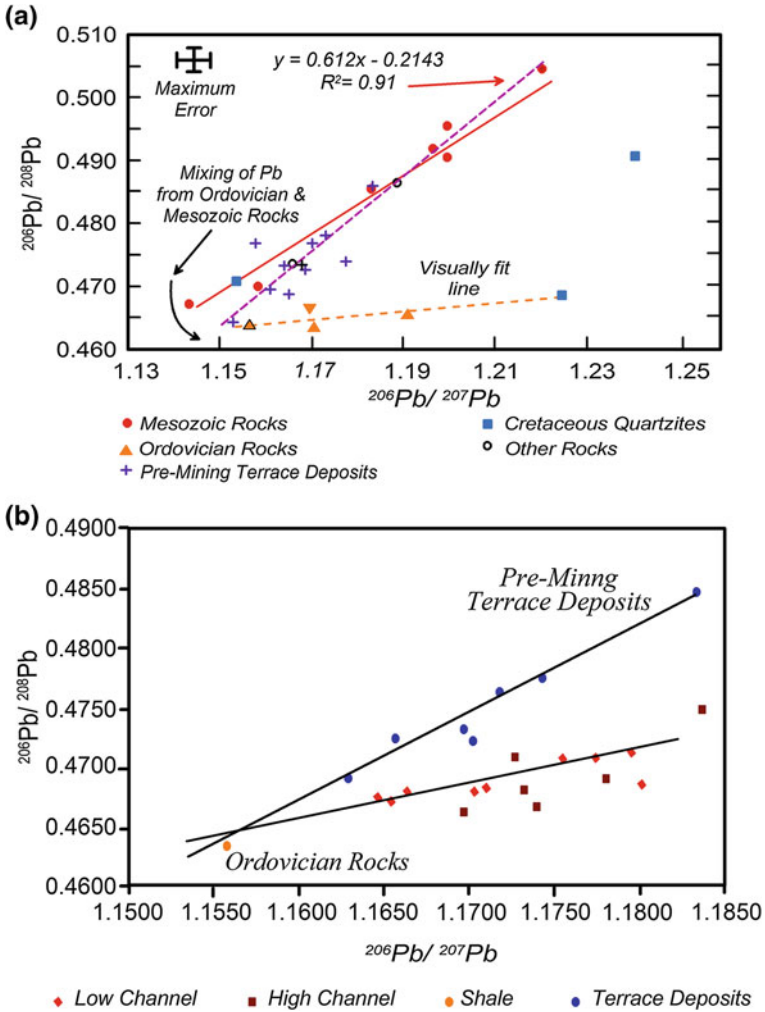 (a)
0.510
0.500
0.490
0.480
0.470
0.460
206Pb/ 208Pb
Maximum
Error
y = 0.612x - 0.2143
R²= 0.91
Mixing of Pb
from Ordovician &
Mesozoic Rocks
Visually fit
line
1.13 1.15 1.17 1.19 1.21 1.23 1.25
206Pb/ 207Pb
Mesozoic Rocks
Cretaceous Quartzites
Ordovician Rocks
Other Rocks
Pre-Mining Terrace Deposits
(b)
0.4900
0.4850
0.4800
0.4750
0.4700
0.4650
0.4600
206Pb/ 208Pb
Pre-Minng
Terrace Deposits
Ordovician Rocks
1.1500 1.1550 1.1600 1.1650 1.1700 1.1750 1.1800 1.1850
206Pb/ 207Pb
Low Channel High Channel Shale Terrace Deposits